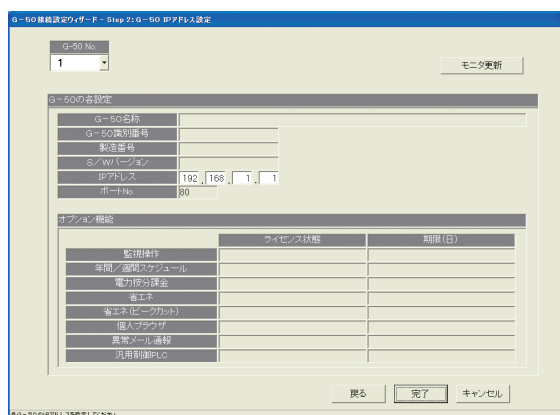 G-50接続設定ウィザード - Step 2:G-50 IPアドレス設定
G-50 No.
1
モニタ更新
G-50の各設定
G-50名称
G-50識別番号
製造番号
S/Wバージョン
IPアドレス 192 . 168 . 1 . 1
ポートNo. 80
オプション機能
ライセンス状態 期限(日)
監視操作
年間/週間スケジュール
電力按分課金
省エネ
省エネ(ピークカット)
個人ブラウザ
異常メール通報
汎用制御PLC
戻る 完了 キャンセル